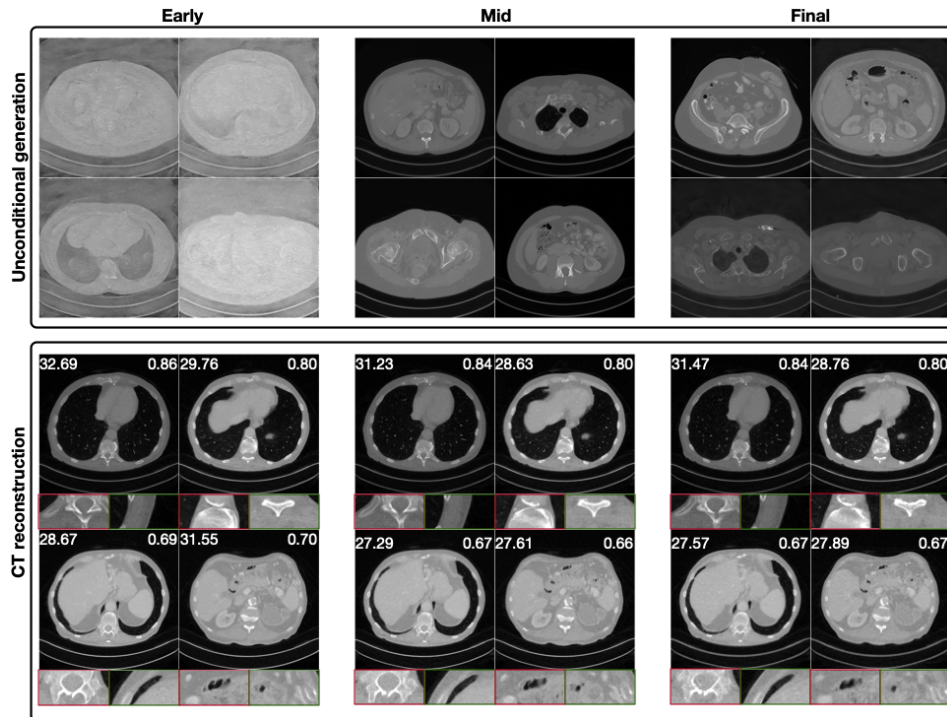 Early Mid Final
Unconditional generation
CT reconstruction
32.69 0.86 29.76 0.80 31.23 0.84 28.63 0.80 31.47 0.84 28.76 0.80
28.67 0.69 31.55 0.70 27.29 0.67 27.61 0.66 27.57 0.67 27.89 0.67